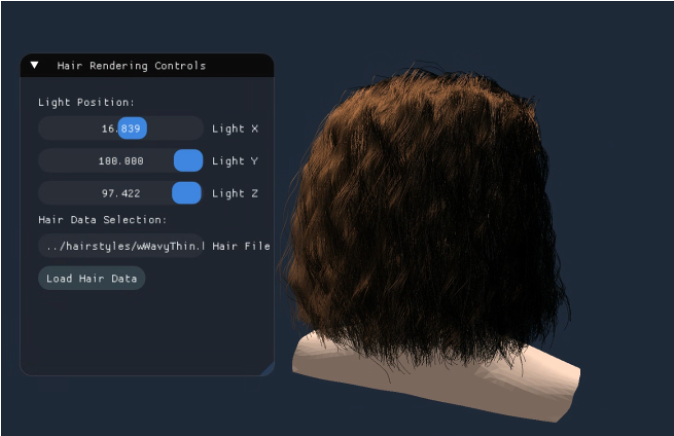 Hair Rendering Controls
Light Position:
16.839 Light X
100.000 Light Y
97.422 Light Z
Hair Data Selection:
../hairstyles/wWavyThin.h Hair File
Load Hair Data